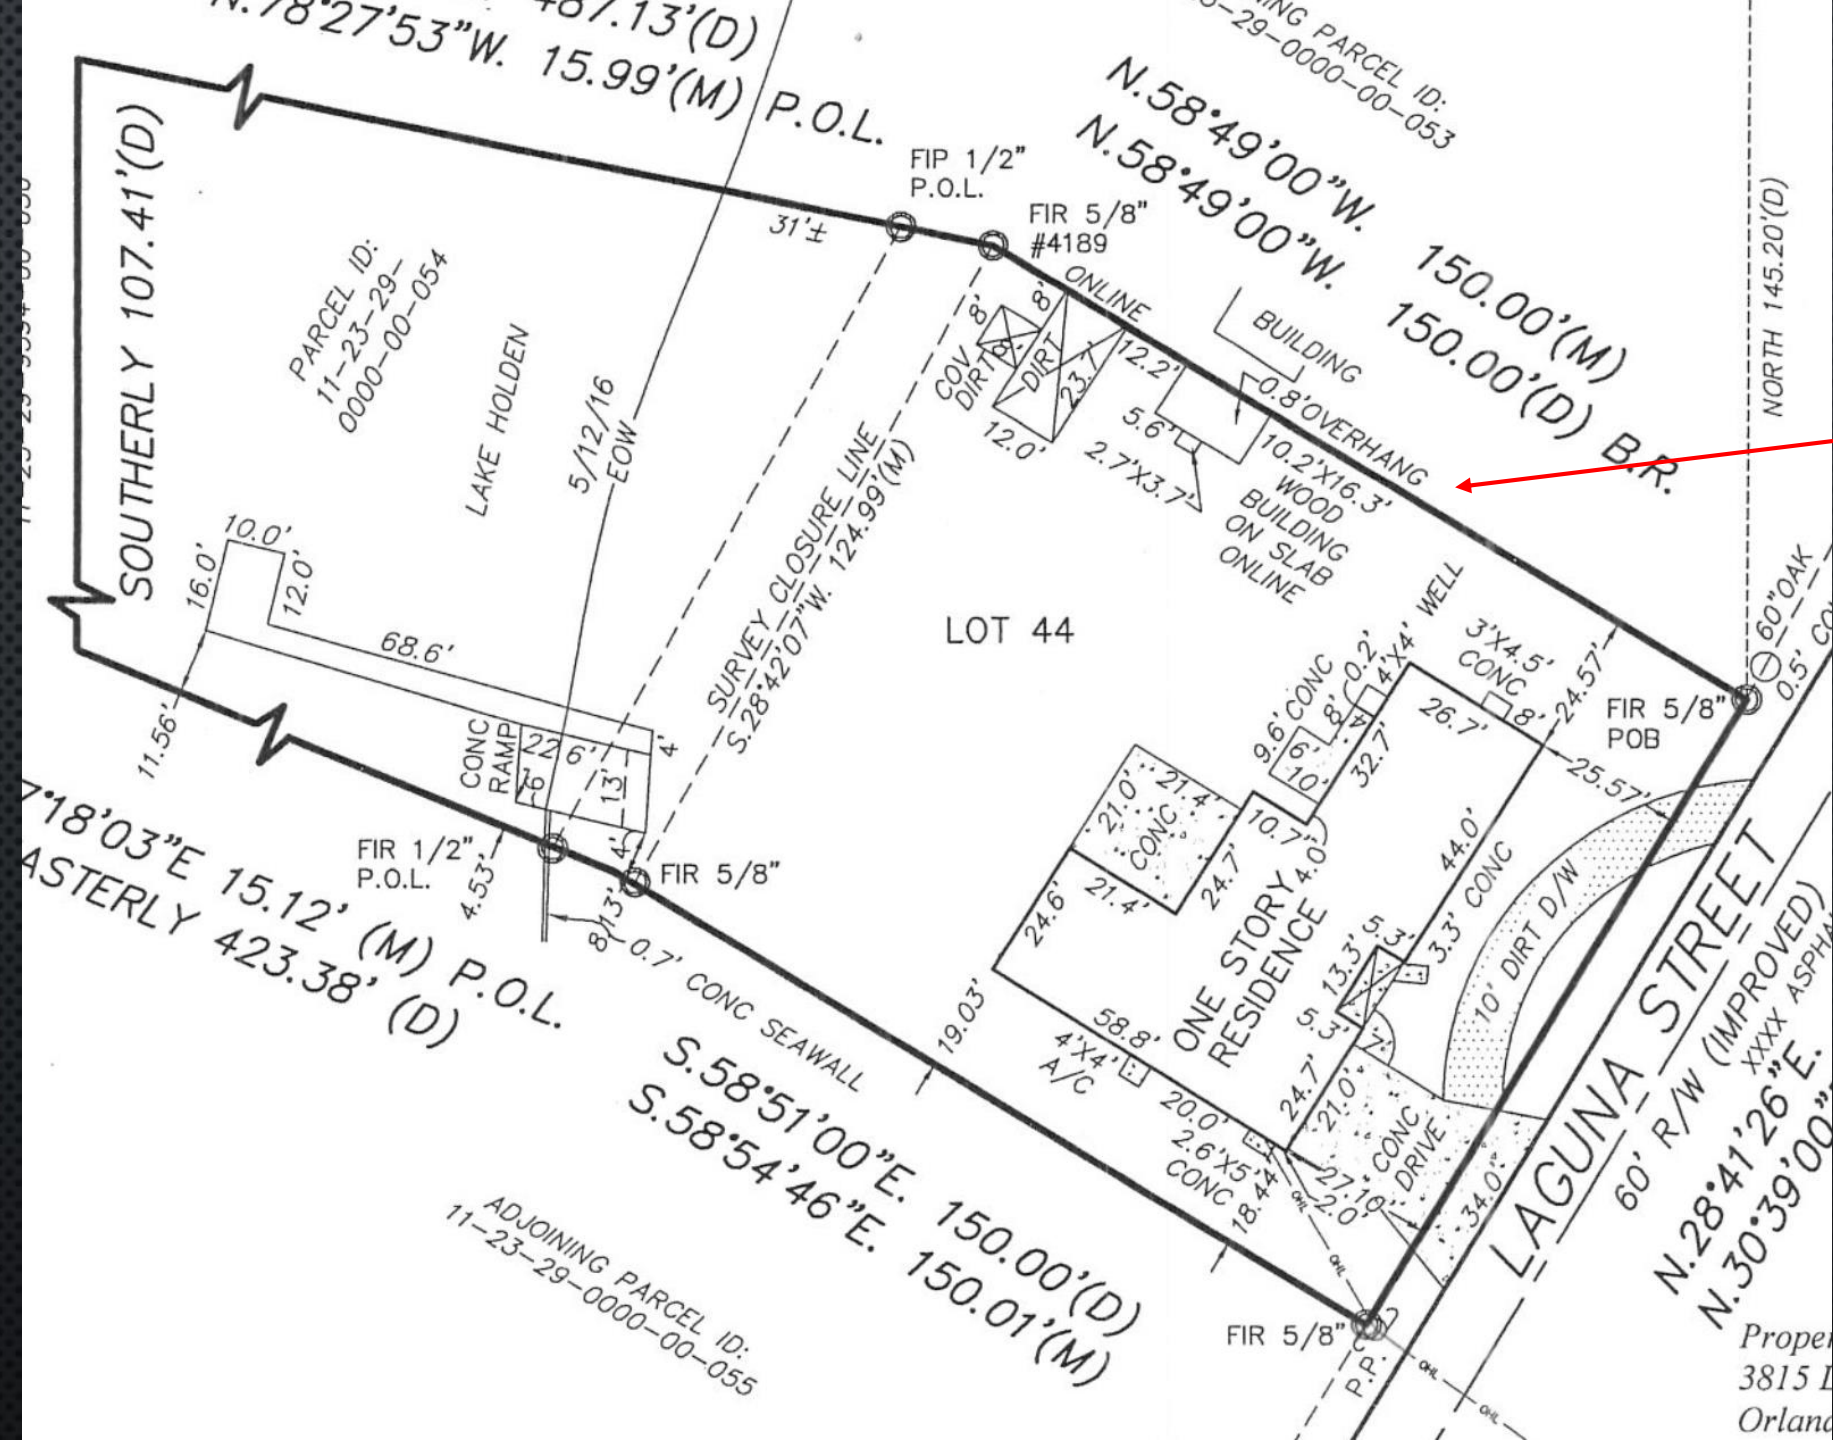 487.13'(D)
N.78°27'53"W. 15.99'(M) P.O.L.
ADJOINING PARCEL ID:
-29-0000-00-053
N.58°49'00"W. 150.00'(M)
N.58°49'00"W. 150.00'(D) B.R.
NORTH 145.20'(D)
SOUTHERLY 107.41'(D)
PARCEL ID:
11-23-29-
0000-00-054
LAKE HOLDEN
5/12/16
EOW
31'±
FIP 1/2"
P.O.L.
FIR 5/8"
#4189
ONLINE
8'
8'
8'
COV
DIRT
DIRT
23.7'
12.0'
12.2'
BUILDING
0.8'OVERHANG
5.6'
2.7'X3.7'
10.2'X16.3'
WOOD
BUILDING
ON SLAB
ONLINE
SURVEY CLOSURE LINE
S.28°42'07"W. 124.99'(M)
LOT 44
60"OAK
FIR 5/8"
POB
10.0'
16.0'
12.0'
68.6'
11.56'
CONC
RAMP
22.6'
6'
13'
4'
4'
4.53'
8.13'
FIR 1/2"
P.O.L.
FIR 5/8"
0.7' CONC SEAWALL
7°18'03"E 15.12' (M) P.O.L.
ASTERLY 423.38' (D)
4'X4' WELL
0.2'
8'
4'
9.6' CONC
6'
10'
3'X4.5'
CONC
8'
24.57'
26.7'
32.7'
25.57'
21.0'
21.4'
CONC
10.7'
4.0'
24.7'
21.4'
24.6'
44.0'
3.3' CONC
5.3'
13.3'
5.3'
7'
ONE STORY
RESIDENCE
58.8'
4'X4'
A/C
19.03'
20.0'
2.6'X5'
CONC
18.44'
24.7'
21.0'
27.10'
2.0'
CONC
DRIVE
34.0'
10' DIRT D/W
LAGUNA STREET
60' R/W (IMPROVED)
XXXX ASPHA
N.28°41'26"E.
N.30°39'00"
S.58°51'00"E. 150.00'(D)
S.58°54'46"E. 150.01'(M)
ADJOINING PARCEL ID:
11-23-29-0000-00-055
FIR 5/8"
P.P.
OHL
OHL
OHL
OHL
Proper
3815 L
Orland